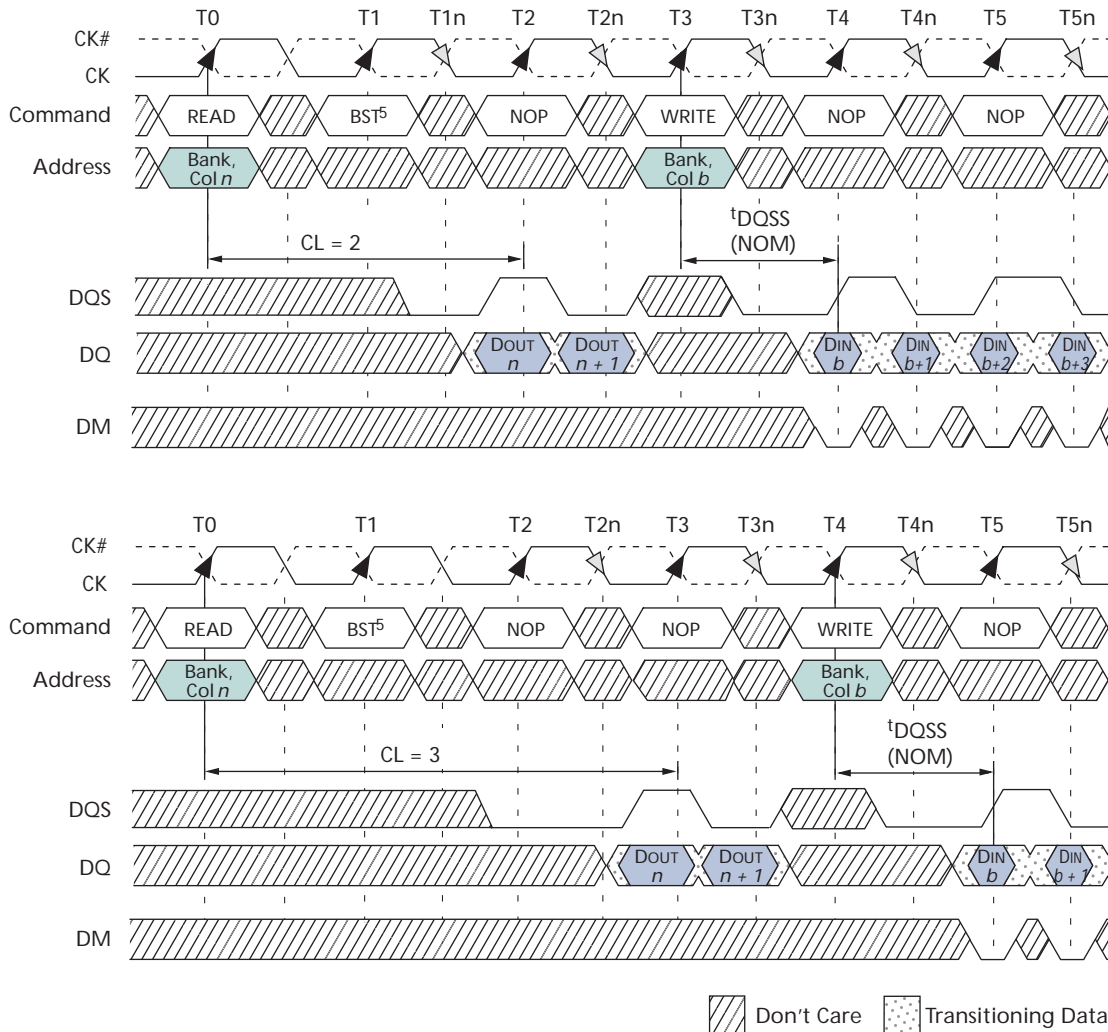 T0 T1 T1n T2 T2n T3 T3n T4 T4n T5 T5n
CK#
CK
Command READ BST5 NOP WRITE NOP NOP
Address Bank, Col n Bank, Col b
tDQSS
(NOM)
CL = 2
DQS
DQ DOUT n DOUT n + 1 DIN b DIN b+1 DIN b+2 DIN b+3
DM
T0 T1 T2 T2n T3 T3n T4 T4n T5 T5n
CK#
CK
Command READ BST5 NOP NOP WRITE NOP
Address Bank, Col n Bank, Col b
tDQSS
(NOM)
CL = 3
DQS
DQ DOUT n DOUT n + 1 DIN b DIN b + 1
DM
Don't Care Transitioning Data